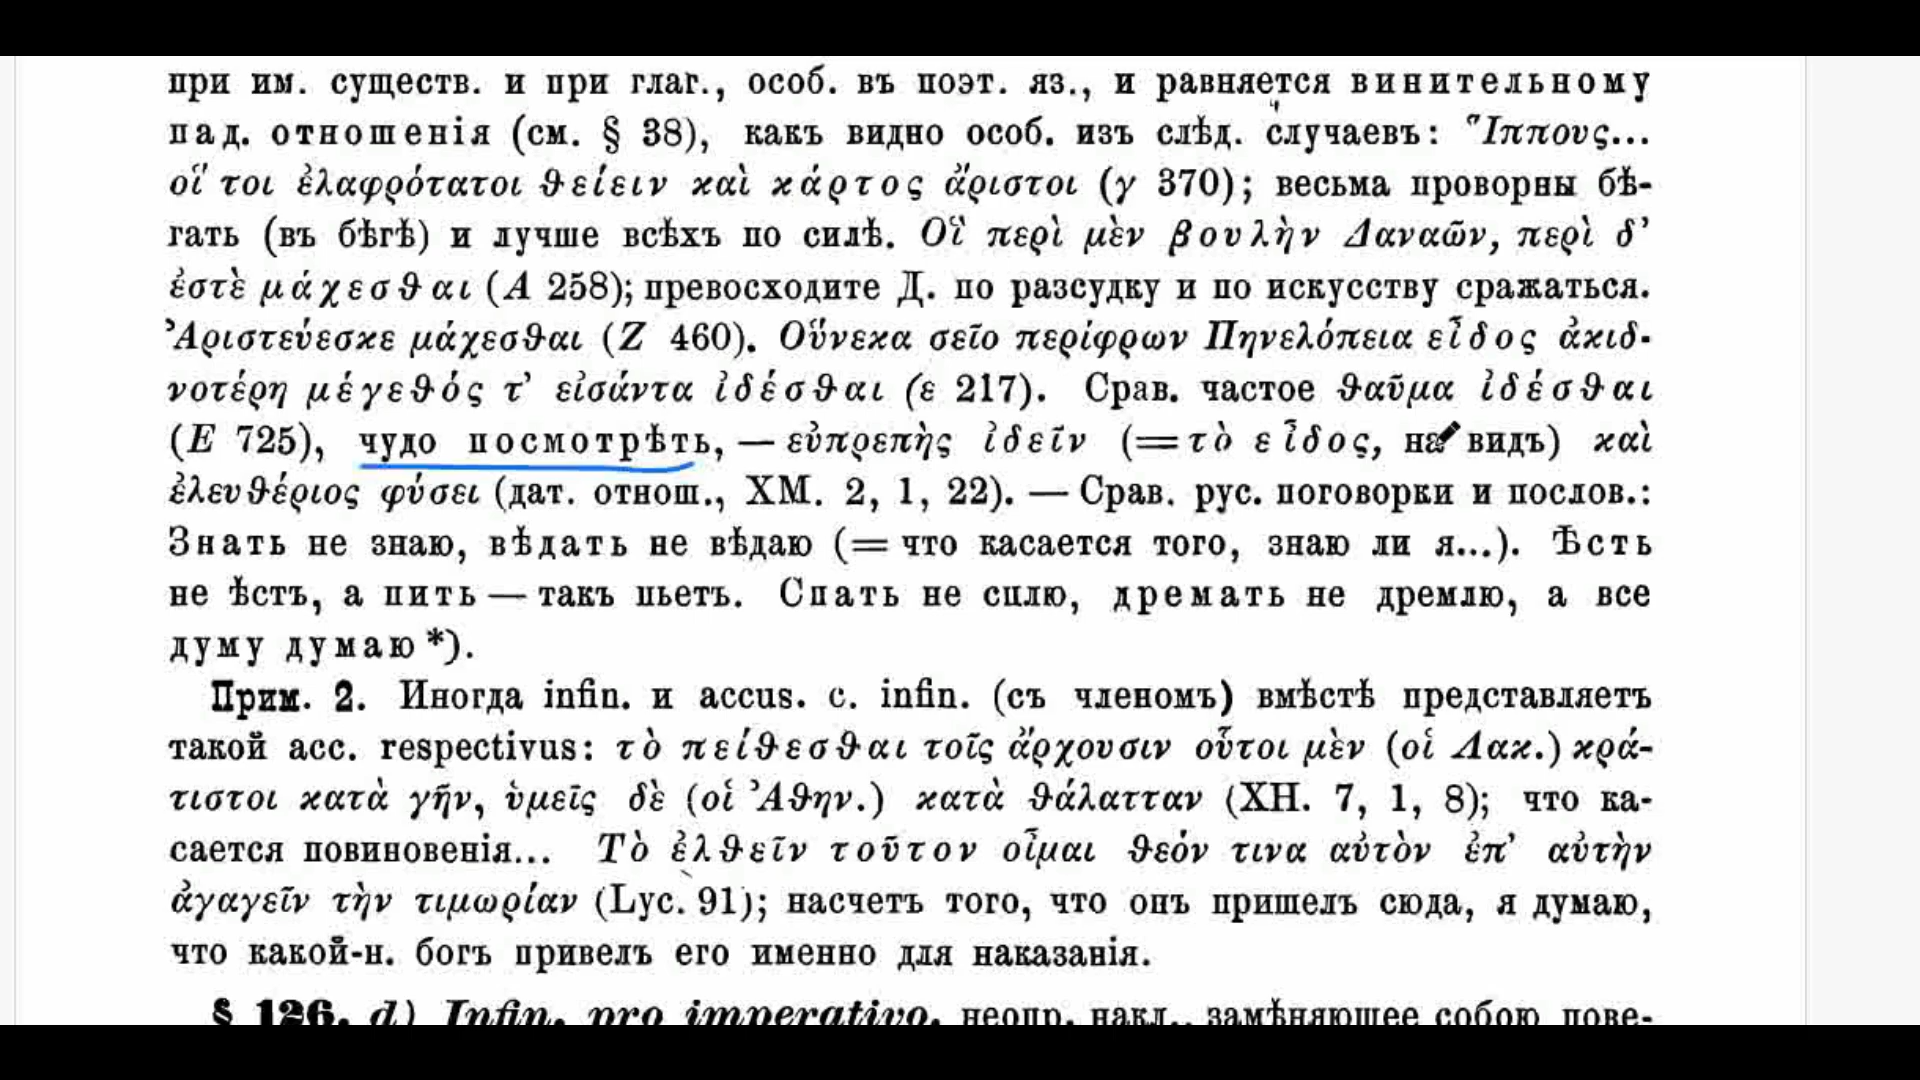 при им. существ. и при глаг., особ. въ поэт. яз., и равняется винительному
пад. отношенія (см. § 38), какъ видно особ. изъ слѣд. случаевъ: Ἵππους...
οἵ τοι ἐλαφρότατοι θείειν καὶ κάρτος ἄριστοι (γ 370); весьма проворны бѣ-
гать (въ бѣгѣ) и лучше всѣхъ по силѣ. Οἳ περὶ μὲν βουλὴν Δαναῶν, περὶ δ’
ἐστὲ μάχεσθαι (Α 258); превосходите Д. по разсудку и по искусству сражаться.
Ἀριστεύεσκε μάχεσθαι (Ζ 460). Οὕνεκα σεῖο περίφρων Πηνελόπεια εἶδος ἀκιδ-
νοτέρη μέγεθός τ’ εἰσάντα ἰδέσθαι (ε 217). Срав. частое θαῦμα ἰδέσθαι
(Ε 725), чудо посмотрѣть, — εὐπρεπὴς ἰδεῖν (= τὸ εἶδος, на видъ) καὶ
ἐλευθέριος φύσει (дат. отнош., XM. 2, 1, 22). — Срав. рус. поговорки и послов.:
Знать не знаю, вѣдать не вѣдаю (= что касается того, знаю ли я...). Ѣсть
не ѣстъ, а пить — такъ пьетъ. Спать не сплю, дремать не дремлю, а все
думу думаю *).
Прим. 2. Иногда infin. и accus. c. infin. (съ членомъ) вмѣстѣ представляетъ
такой acc. respectivus: τὸ πείθεσθαι τοῖς ἄρχουσιν οὗτοι μὲν (οἱ Λακ.) κρά-
τιστοι κατὰ γῆν, ὑμεῖς δὲ (οἱ Ἀθην.) κατὰ θάλατταν (XH. 7, 1, 8); что ка-
сается повиновенія... Τὸ ἐλθεῖν τοῦτον οἶμαι θεόν τινα αὐτὸν ἐπ’ αὐτὴν
ἀγαγεῖν τὴν τιμωρίαν (Lyc. 91); насчетъ того, что онъ пришелъ сюда, я думаю,
что какой-н. богъ привелъ его именно для наказанія.
§ 126. d) Infin. pro imperativo, неопр. накл., замѣняющее собою пове-